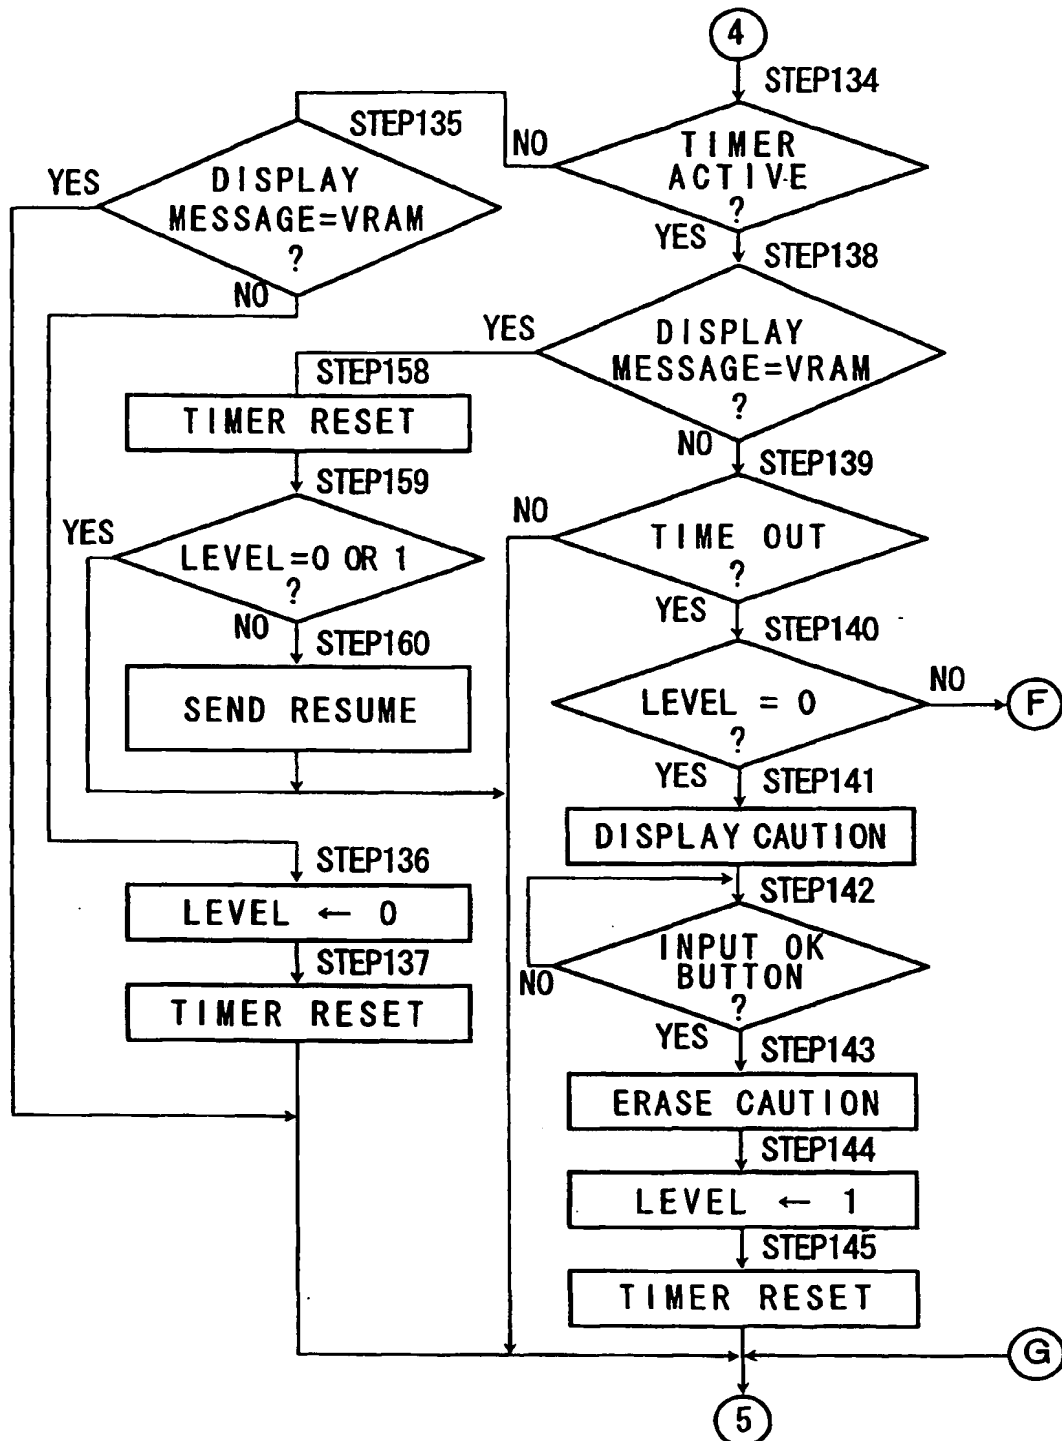 4
STEP134
TIMER
ACTIVE
?
NO
YES
STEP135
DISPLAY
MESSAGE=VRAM
?
YES
NO
STEP138
DISPLAY
MESSAGE=VRAM
?
YES
NO
STEP158
TIMER RESET
STEP159
LEVEL=0 OR 1
?
YES
NO
STEP160
SEND RESUME
STEP139
TIME OUT
?
NO
YES
STEP140
LEVEL = 0
?
NO
F
YES
STEP141
DISPLAY CAUTION
STEP142
INPUT OK
BUTTON
?
NO
YES
STEP136
LEVEL ← 0
STEP137
TIMER RESET
STEP143
ERASE CAUTION
STEP144
LEVEL ← 1
STEP145
TIMER RESET
G
5